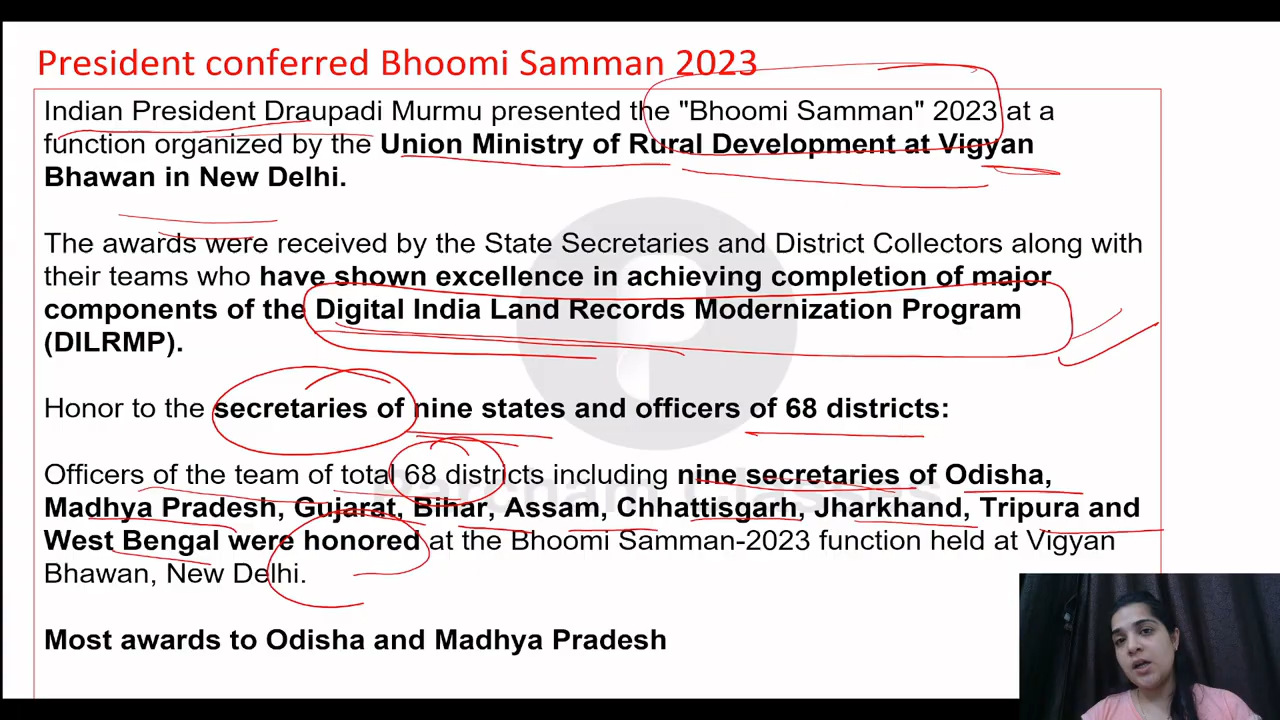 President conferred Bhoomi Samman 2023
Indian President Draupadi Murmu presented the "Bhoomi Samman" 2023 at a
function organized by the Union Ministry of Rural Development at Vigyan
Bhawan in New Delhi.
The awards were received by the State Secretaries and District Collectors along with
their teams who have shown excellence in achieving completion of major
components of the Digital India Land Records Modernization Program
(DILRMP).
Honor to the secretaries of nine states and officers of 68 districts:
Officers of the team of total 68 districts including nine secretaries of Odisha,
Madhya Pradesh, Gujarat, Bihar, Assam, Chhattisgarh, Jharkhand, Tripura and
West Bengal were honored at the Bhoomi Samman-2023 function held at Vigyan
Bhawan, New Delhi.
Most awards to Odisha and Madhya Pradesh